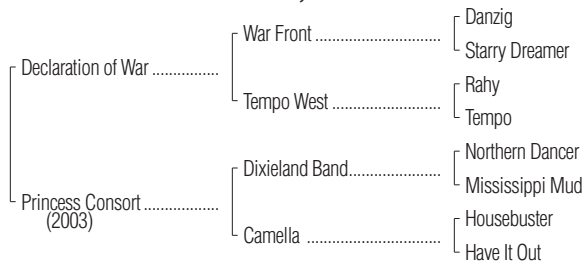 Danzig
War Front ....................................
Starry Dreamer
Declaration of War ................
Rahy
Tempo West ...............................
Tempo
Northern Dancer
Dixieland Band..........................
Mississippi Mud
Princess Consort ..................
(2003)
Housebuster
Camella ......................................
Have It Out